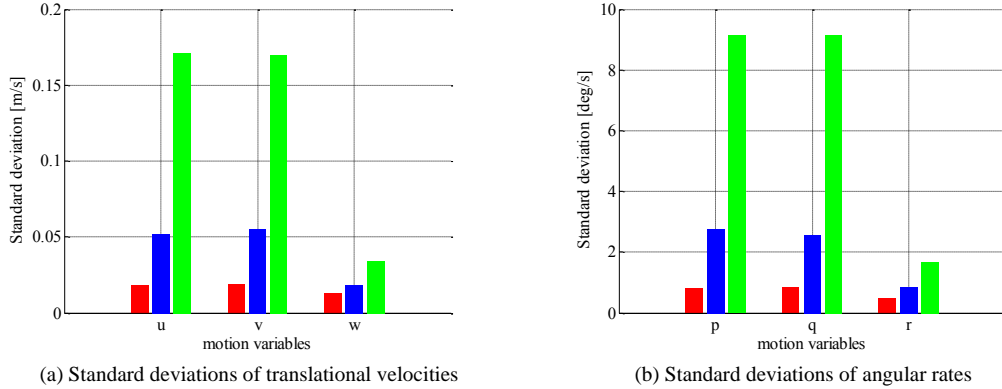 0.2
0.15
0.1
0.05
0
Standard deviation [m/s]
u v w
motion variables
(a) Standard deviations of translational velocities
10
8
6
4
2
0
Standard deviation [deg/s]
p q r
motion variables
(b) Standard deviations of angular rates